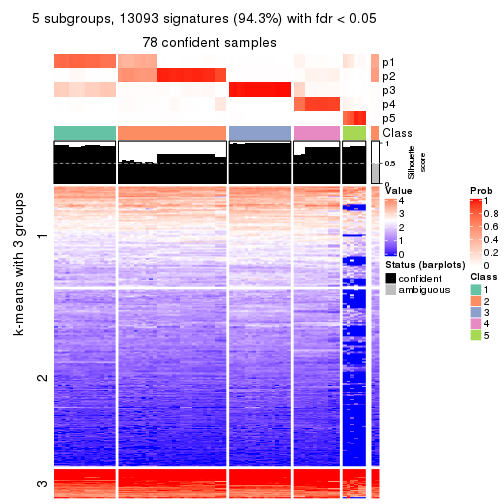 5 subgroups, 13093 signatures (94.3%) with fdr < 0.05
78 confident samples
p1
p2
p3
p4
p5
Class
1
0.5
0
Silhouette
score
k-means with 3 groups
1
2
3
Value
4
3
2
1
0
Status (barplots)
confident
ambiguous
Prob
1
0.8
0.6
0.4
0.2
0
Class
1
2
3
4
5